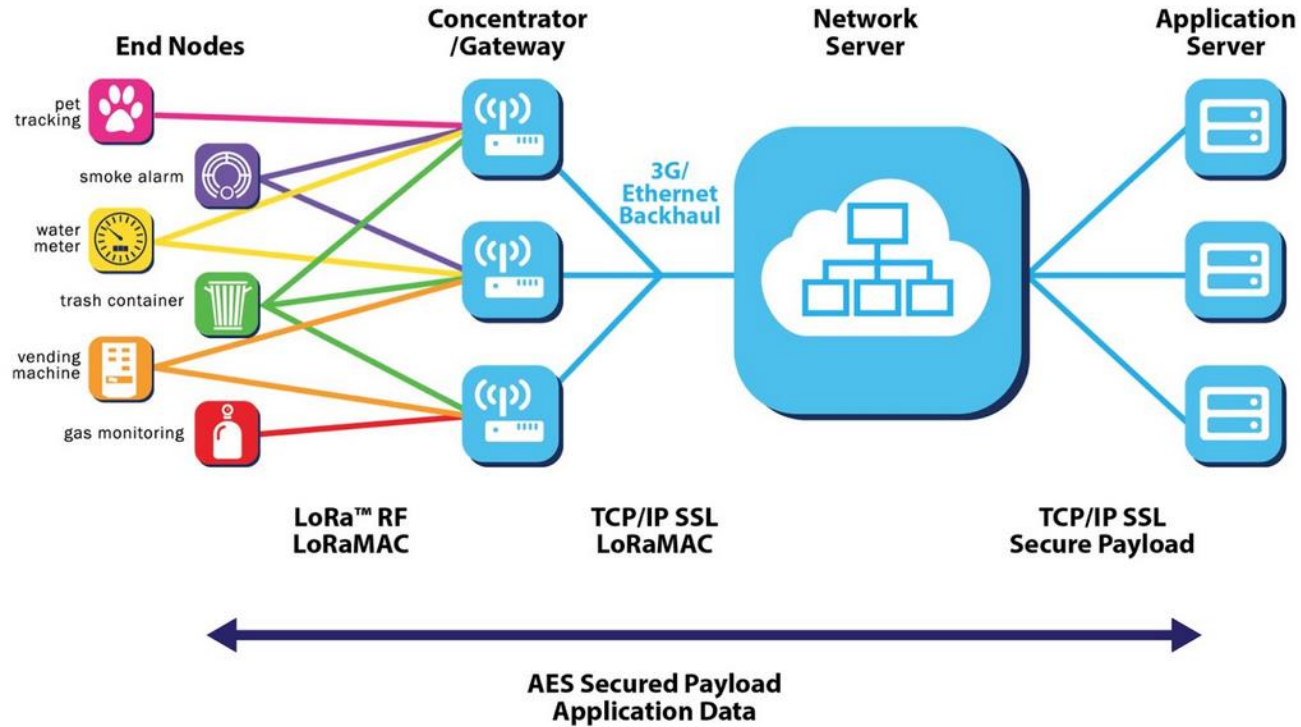 End Nodes
Concentrator
/Gateway
Network
Server
Application
Server
pet
tracking
smoke alarm
water
meter
trash container
vending
machine
gas monitoring
3G/
Ethernet
Backhaul
LoRa™ RF
LoRaMAC
TCP/IP SSL
LoRaMAC
TCP/IP SSL
Secure Payload
AES Secured Payload
Application Data